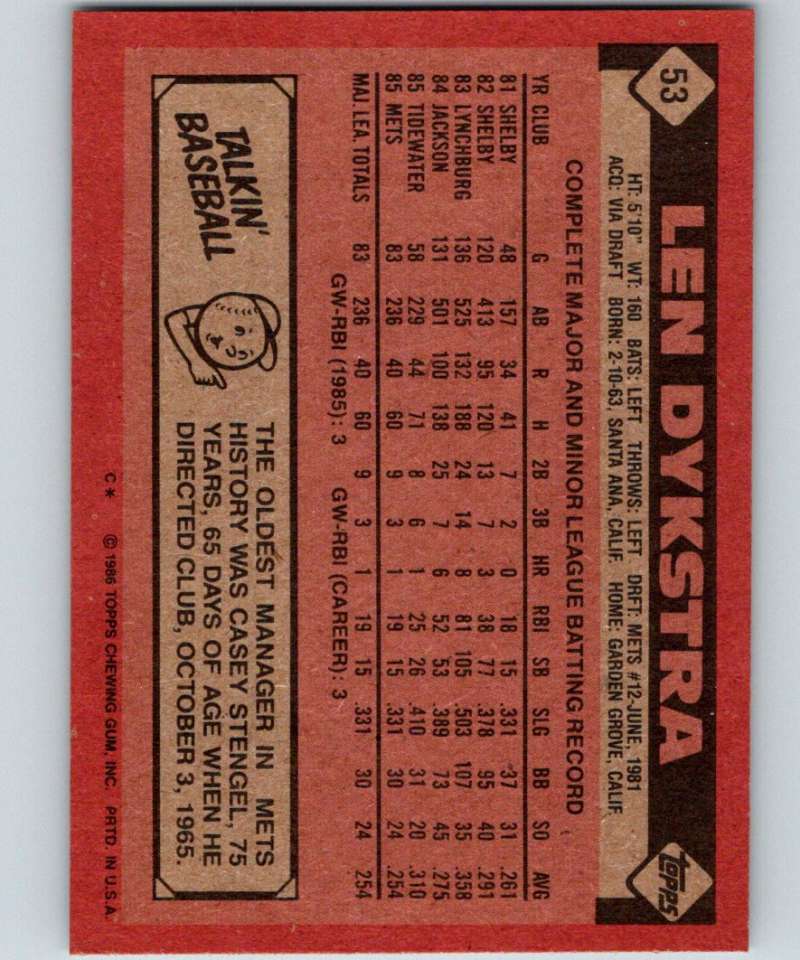 53
LEN DYKSTRA
topps
HT: 5'10" WT: 160 BATS: LEFT THROWS: LEFT DRFT: METS #12-JUNE, 1981
ACQ: VIA DRAFT BORN: 2-10-63, SANTA ANA, CALIF. HOME: GARDEN GROVE, CALIF.
COMPLETE MAJOR AND MINOR LEAGUE BATTING RECORD
YR CLUB G AB R H 2B 3B HR RBI SB SLG BB SO AVG
81 SHELBY 48 157 34 41 7 2 0 18 15 .331 37 31 .261
82 SHELBY 120 413 95 120 13 7 3 38 77 .378 95 40 .291
83 LYNCHBURG 136 525 132 188 24 14 8 81 105 .503 107 35 .358
84 JACKSON 131 501 100 138 25 7 6 52 53 .389 73 45 .275
85 TIDEWATER 58 229 44 71 8 6 1 25 26 .410 31 20 .310
85 METS 83 236 40 60 9 3 1 19 15 .331 30 24 .254
MAJ. LEA. TOTALS 83 236 40 60 9 3 1 19 15 .331 30 24 .254
GW-RBI (1985): 3 GW-RBI (CAREER): 3
TALKIN'
BASEBALL
THE OLDEST MANAGER IN METS
HISTORY WAS CASEY STENGEL, 75
YEARS, 65 DAYS OF AGE WHEN HE
DIRECTED CLUB, OCTOBER 3, 1965.
C* © 1986 TOPPS CHEWING GUM, INC. PRTD. IN U.S.A.